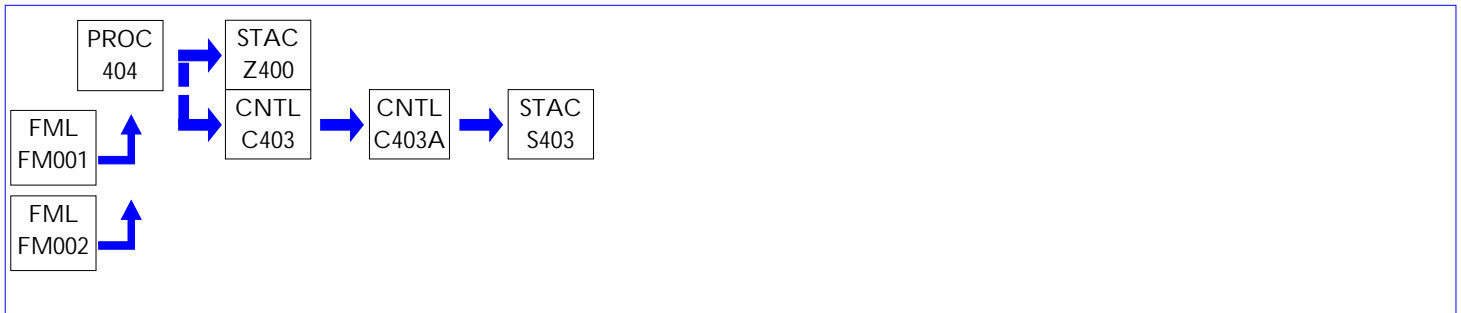 PROC
404
STAC
Z400
CNTL
C403
CNTL
C403A
STAC
S403
FML
FM001
FML
FM002